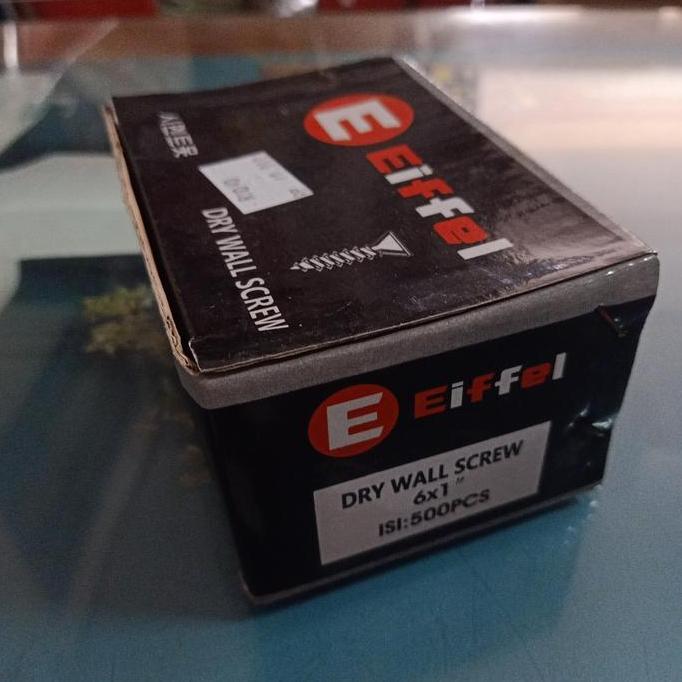 E
Eiffel
DRY WALL SCREW
E Eiffel
DRY WALL SCREW
6x1"
ISI:500PCS